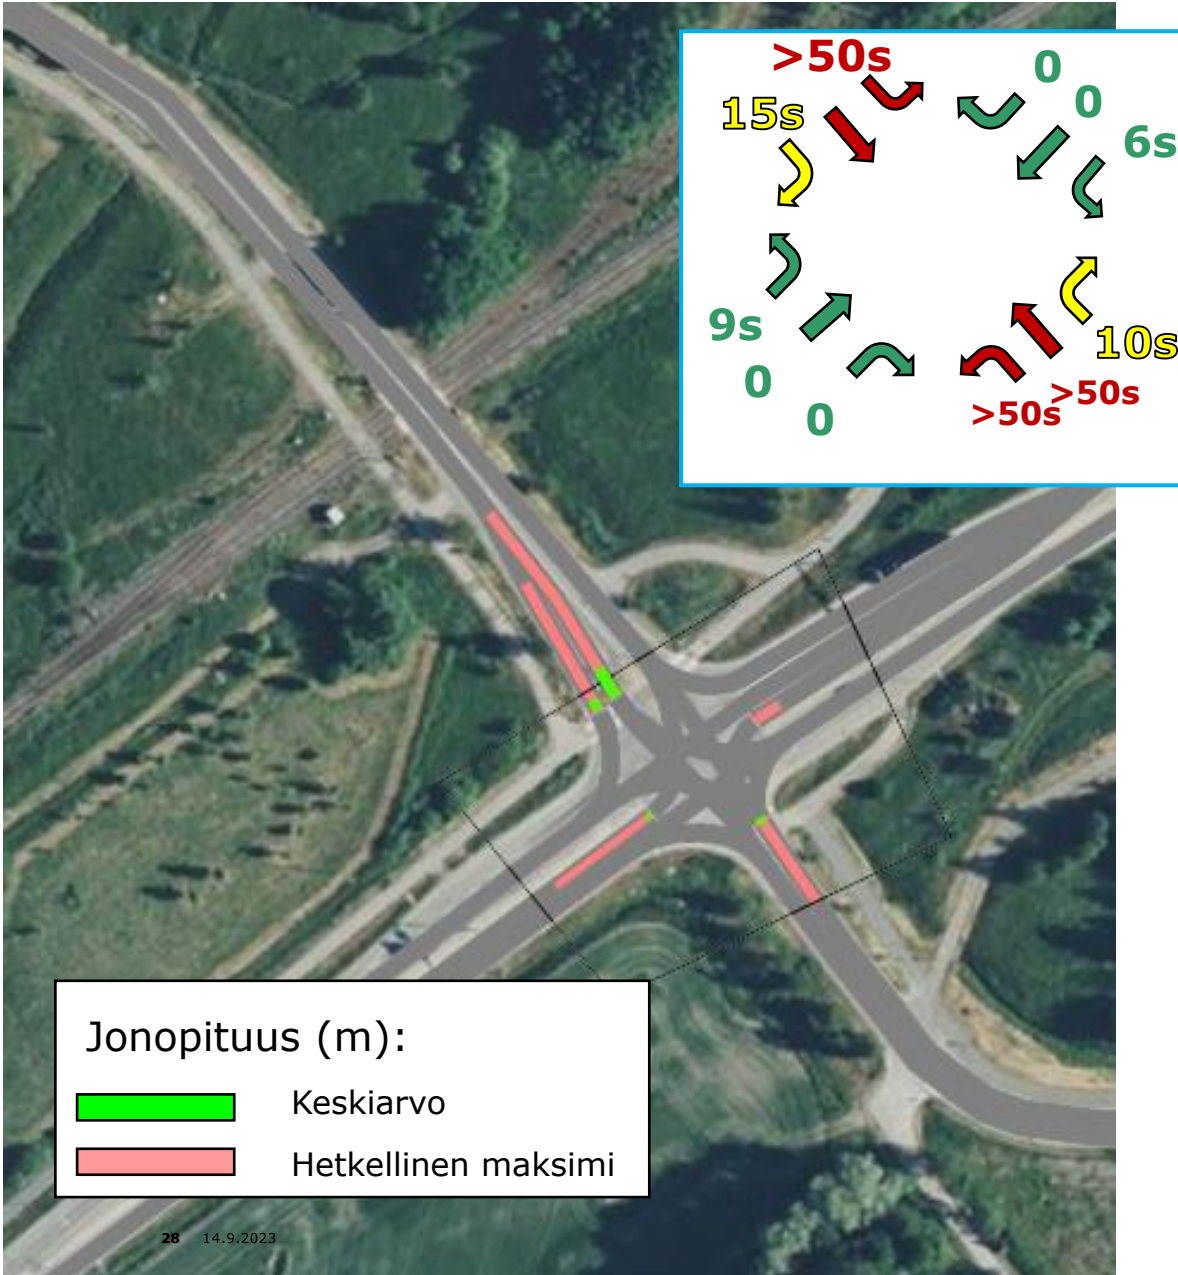 >50s
0
15s
0
6s
9s
10s
0
>50s
>50s
0
Jonopituus (m):
Keskiarvo
Hetkellinen maksimi
28 14.9.2023